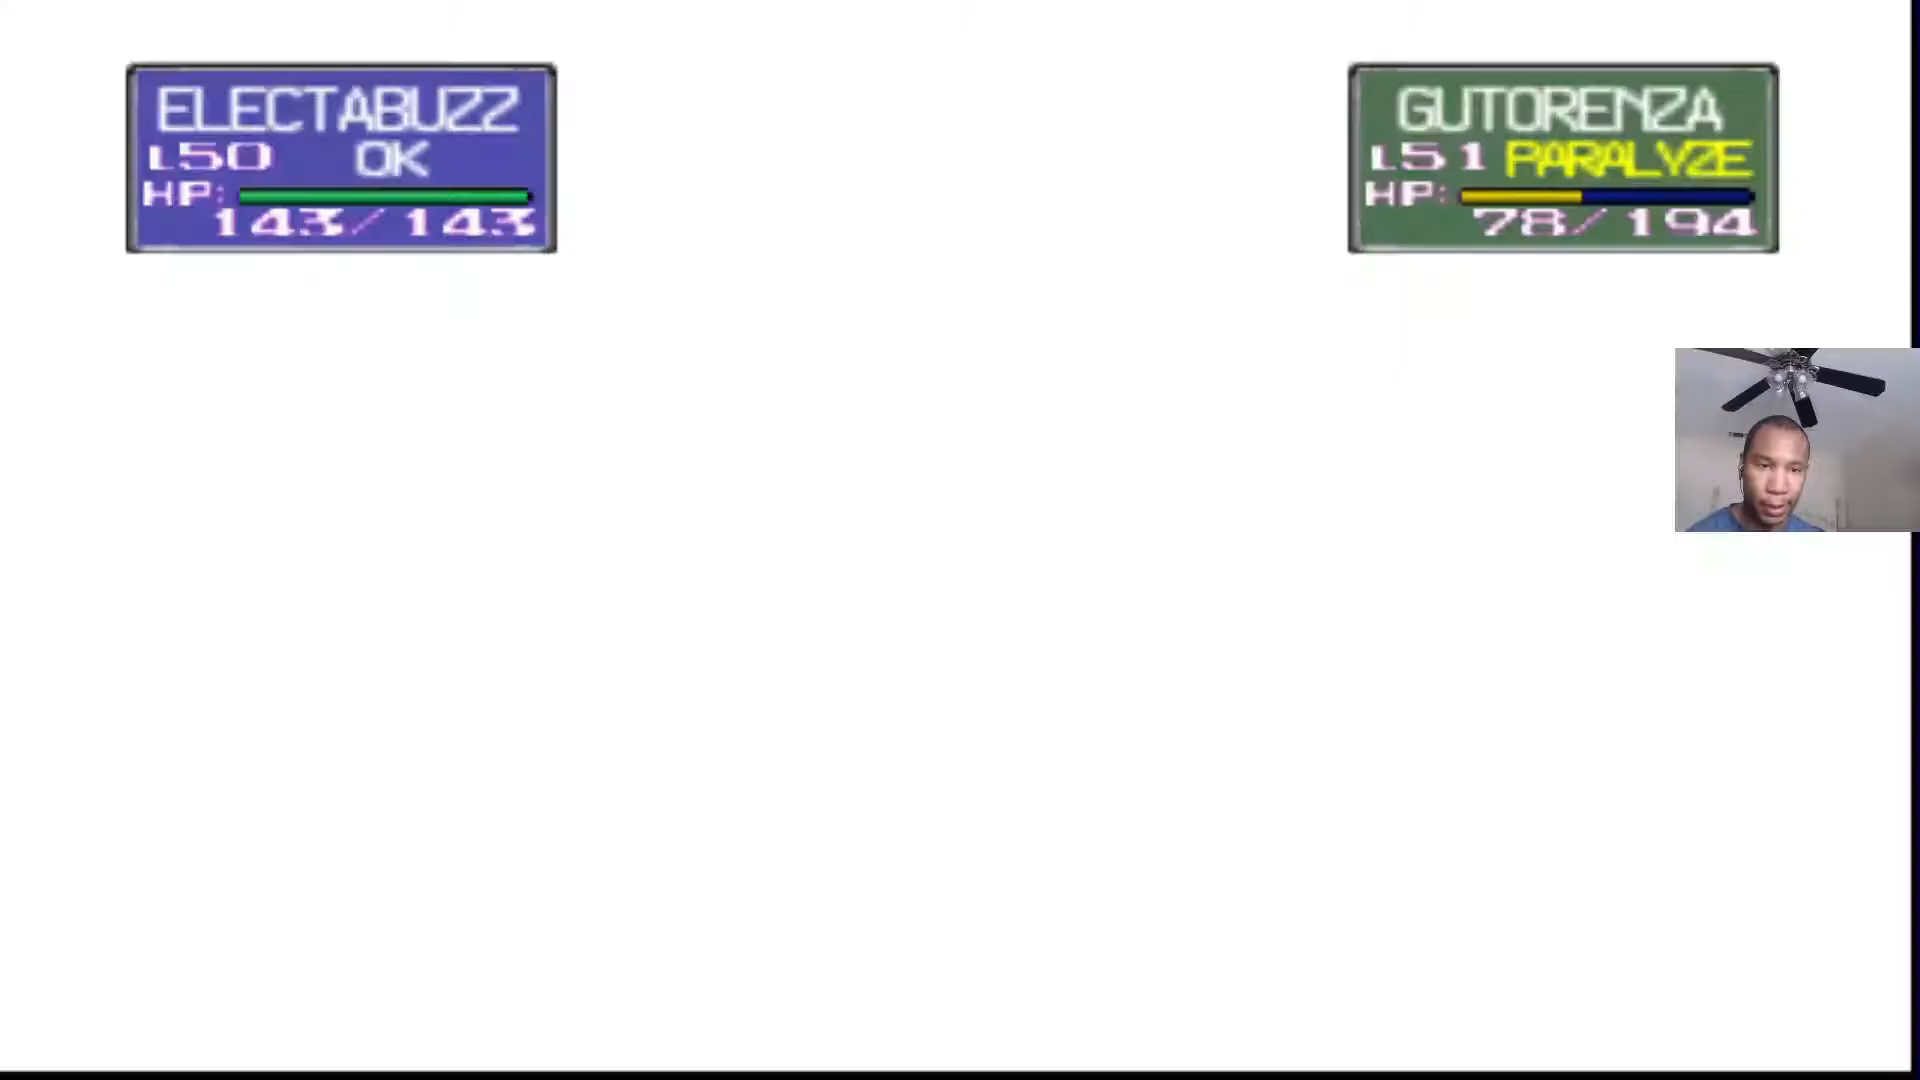 ELECTABUZZ
L50 OK
HP:
143/143
GUTORENZA
L51 PARALYZE
HP:
78/194